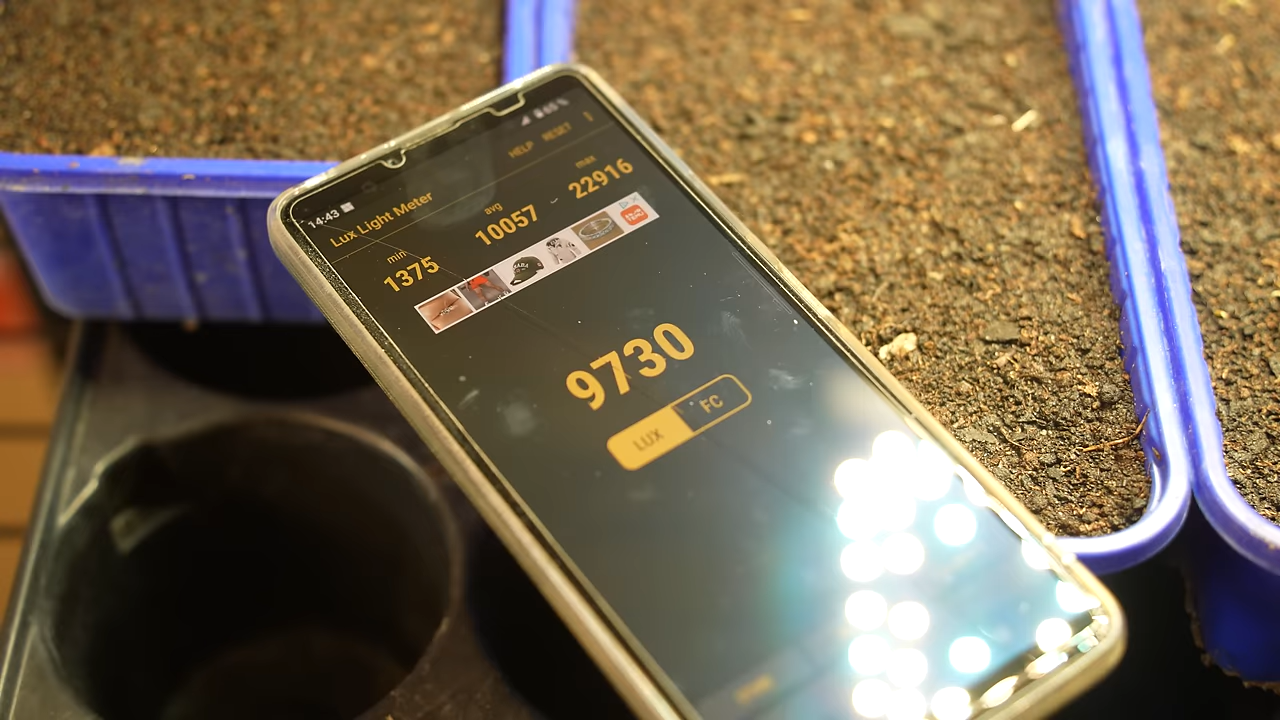 14:43
HELP RESET
Lux Light Meter
min avg max
1375 10057 22916
9730
LUX FC